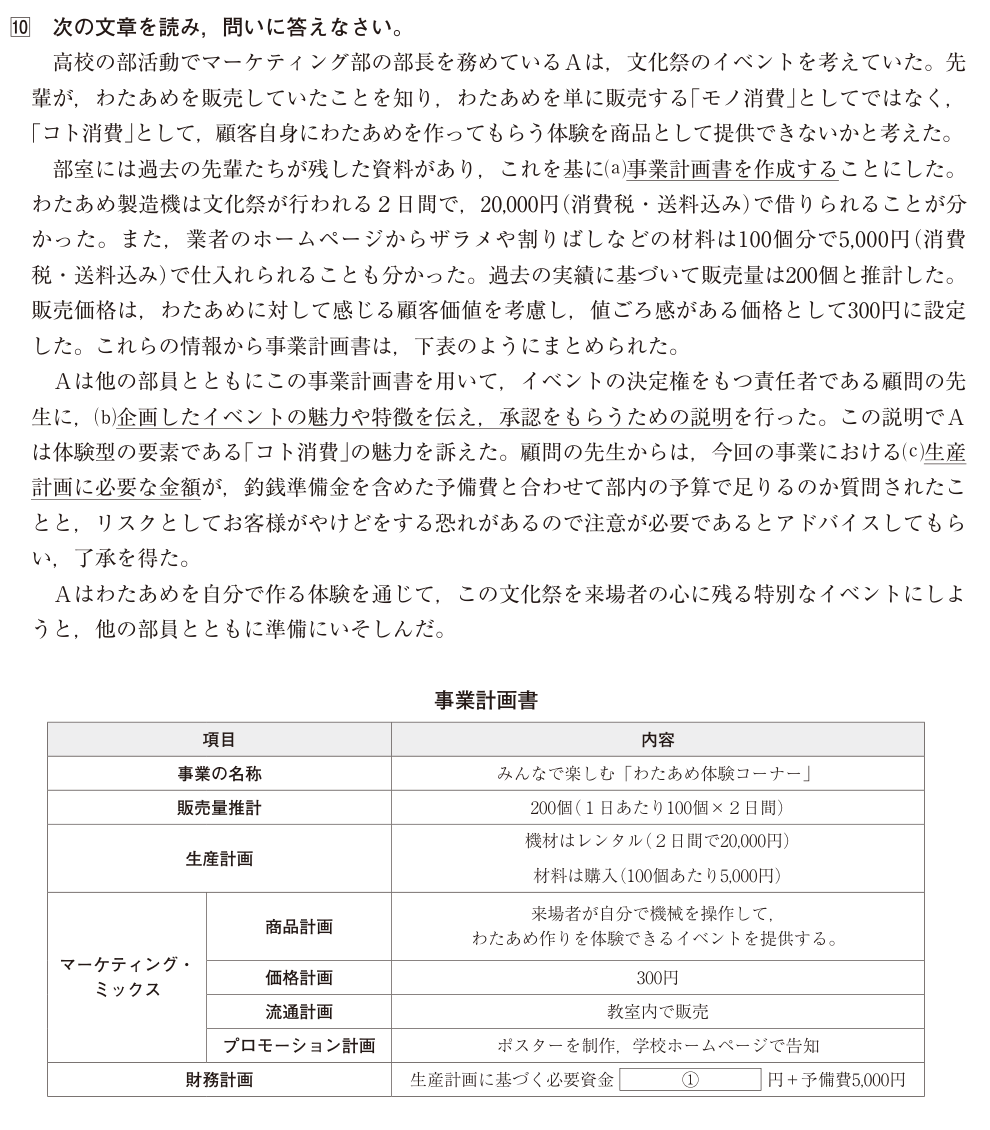 10 次の文章を読み，問いに答えなさい。
高校の部活動でマーケティング部の部長を務めているＡは，文化祭のイベントを考えていた。先
輩が，わたあめを販売していたことを知り，わたあめを単に販売する「モノ消費」としてではなく，
「コト消費」として，顧客自身にわたあめを作ってもらう体験を商品として提供できないかと考えた。
部室には過去の先輩たちが残した資料があり，これを基に(a)事業計画書を作成することにした。
わたあめ製造機は文化祭が行われる２日間で，20,000円（消費税・送料込み）で借りられることが分
かった。また，業者のホームページからザラメや割りばしなどの材料は100個分で5,000円（消費
税・送料込み）で仕入れられることも分かった。過去の実績に基づいて販売量は200個と推計した。
販売価格は，わたあめに対して感じる顧客価値を考慮し，値ごろ感がある価格として300円に設定
した。これらの情報から事業計画書は，下表のようにまとめられた。
Ａは他の部員とともにこの事業計画書を用いて，イベントの決定権をもつ責任者である顧問の先
生に，(b)企画したイベントの魅力や特徴を伝え，承認をもらうための説明を行った。この説明でＡ
は体験型の要素である「コト消費」の魅力を訴えた。顧問の先生からは，今回の事業における(c)生産
計画に必要な金額が，釣銭準備金を含めた予備費と合わせて部内の予算で足りるのか質問されたこ
とと，リスクとしてお客様がやけどをする恐れがあるので注意が必要であるとアドバイスしてもら
い，了承を得た。
Ａはわたあめを自分で作る体験を通じて，この文化祭を来場者の心に残る特別なイベントにしよ
うと，他の部員とともに準備にいそしんだ。
事業計画書
項目 内容
事業の名称 みんなで楽しむ「わたあめ体験コーナー」
販売量推計 200個（１日あたり100個×２日間）
生産計画 機材はレンタル（２日間で20,000円）
材料は購入（100個あたり5,000円）
マーケティング・
ミックス
商品計画 来場者が自分で機械を操作して，
わたあめ作りを体験できるイベントを提供する。
価格計画 300円
流通計画 教室内で販売
プロモーション計画 ポスターを制作，学校ホームページで告知
財務計画 生産計画に基づく必要資金 ① 円＋予備費5,000円